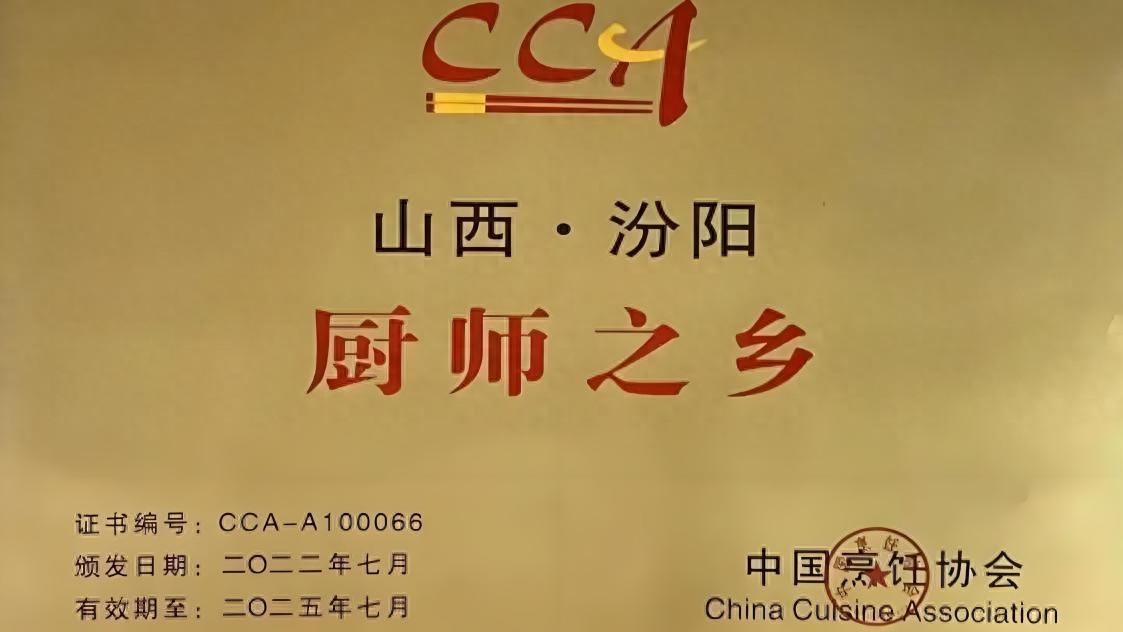 CCA
山西·汾阳
厨师之乡
证书编号：CCA-A100066
颁发日期：二〇二二年七月
有效期至：二〇二五年七月
中国烹饪协会
China Cuisine Association